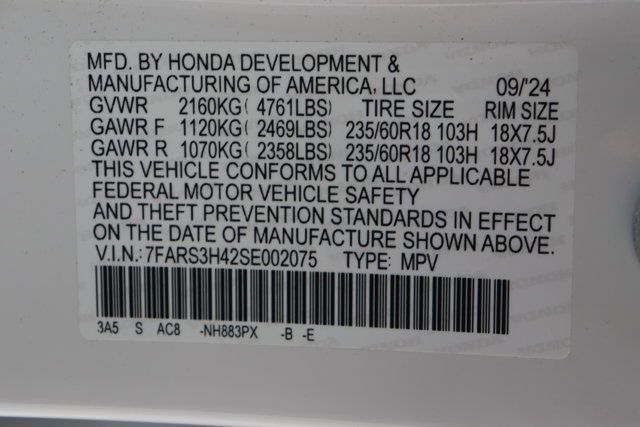 MFD. BY HONDA DEVELOPMENT &
MANUFACTURING OF AMERICA, LLC 09/'24
GVWR 2160KG( 4761LBS) TIRE SIZE RIM SIZE
GAWR F 1120KG( 2469LBS) 235/60R18 103H 18X7.5J
GAWR R 1070KG( 2358LBS) 235/60R18 103H 18X7.5J
THIS VEHICLE CONFORMS TO ALL APPLICABLE
FEDERAL MOTOR VEHICLE SAFETY
AND THEFT PREVENTION STANDARDS IN EFFECT
ON THE DATE OF MANUFACTURE SHOWN ABOVE.
V.I.N.:7FARS3H42SE002075 TYPE: MPV
3A5 S AC8 -NH883PX -B -E